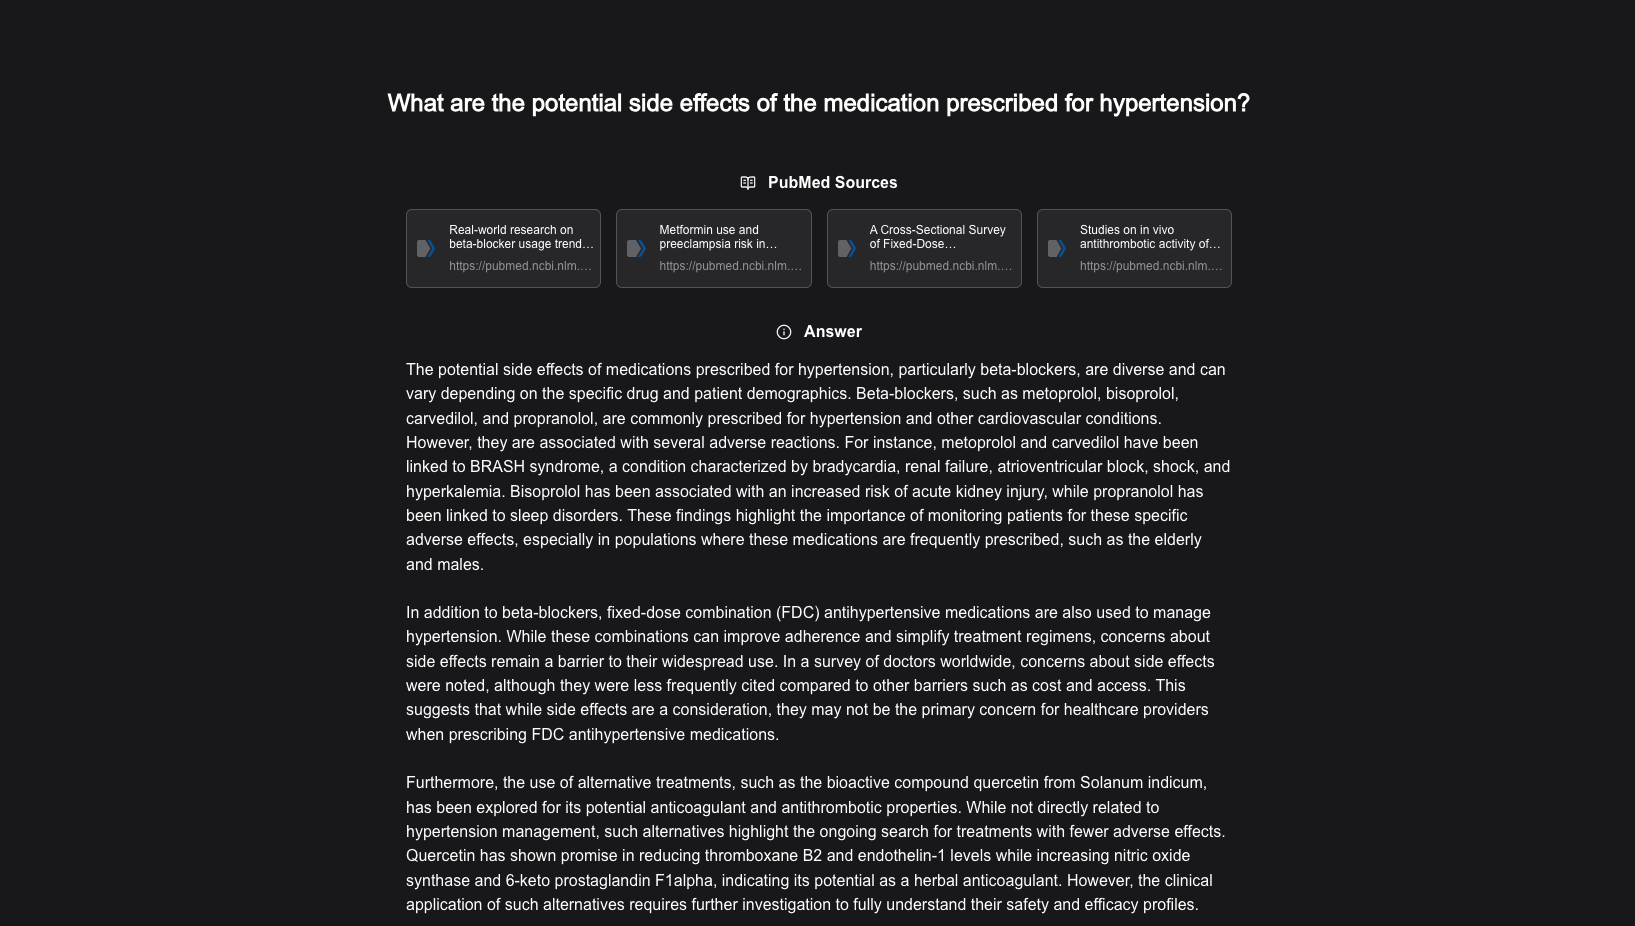 What are the potential side effects of the medication prescribed for hypertension?
PubMed Sources
Real-world research on
beta-blocker usage trend…
https://pubmed.ncbi.nlm.…
Metformin use and
preeclampsia risk in…
https://pubmed.ncbi.nlm.…
A Cross-Sectional Survey
of Fixed-Dose…
https://pubmed.ncbi.nlm.…
Studies on in vivo
antithrombotic activity of…
https://pubmed.ncbi.nlm.…
Answer
The potential side effects of medications prescribed for hypertension, particularly beta-blockers, are diverse and can
vary depending on the specific drug and patient demographics. Beta-blockers, such as metoprolol, bisoprolol,
carvedilol, and propranolol, are commonly prescribed for hypertension and other cardiovascular conditions.
However, they are associated with several adverse reactions. For instance, metoprolol and carvedilol have been
linked to BRASH syndrome, a condition characterized by bradycardia, renal failure, atrioventricular block, shock, and
hyperkalemia. Bisoprolol has been associated with an increased risk of acute kidney injury, while propranolol has
been linked to sleep disorders. These findings highlight the importance of monitoring patients for these specific
adverse effects, especially in populations where these medications are frequently prescribed, such as the elderly
and males.
In addition to beta-blockers, fixed-dose combination (FDC) antihypertensive medications are also used to manage
hypertension. While these combinations can improve adherence and simplify treatment regimens, concerns about
side effects remain a barrier to their widespread use. In a survey of doctors worldwide, concerns about side effects
were noted, although they were less frequently cited compared to other barriers such as cost and access. This
suggests that while side effects are a consideration, they may not be the primary concern for healthcare providers
when prescribing FDC antihypertensive medications.
Furthermore, the use of alternative treatments, such as the bioactive compound quercetin from Solanum indicum,
has been explored for its potential anticoagulant and antithrombotic properties. While not directly related to
hypertension management, such alternatives highlight the ongoing search for treatments with fewer adverse effects.
Quercetin has shown promise in reducing thromboxane B2 and endothelin-1 levels while increasing nitric oxide
synthase and 6-keto prostaglandin F1alpha, indicating its potential as a herbal anticoagulant. However, the clinical
application of such alternatives requires further investigation to fully understand their safety and efficacy profiles.